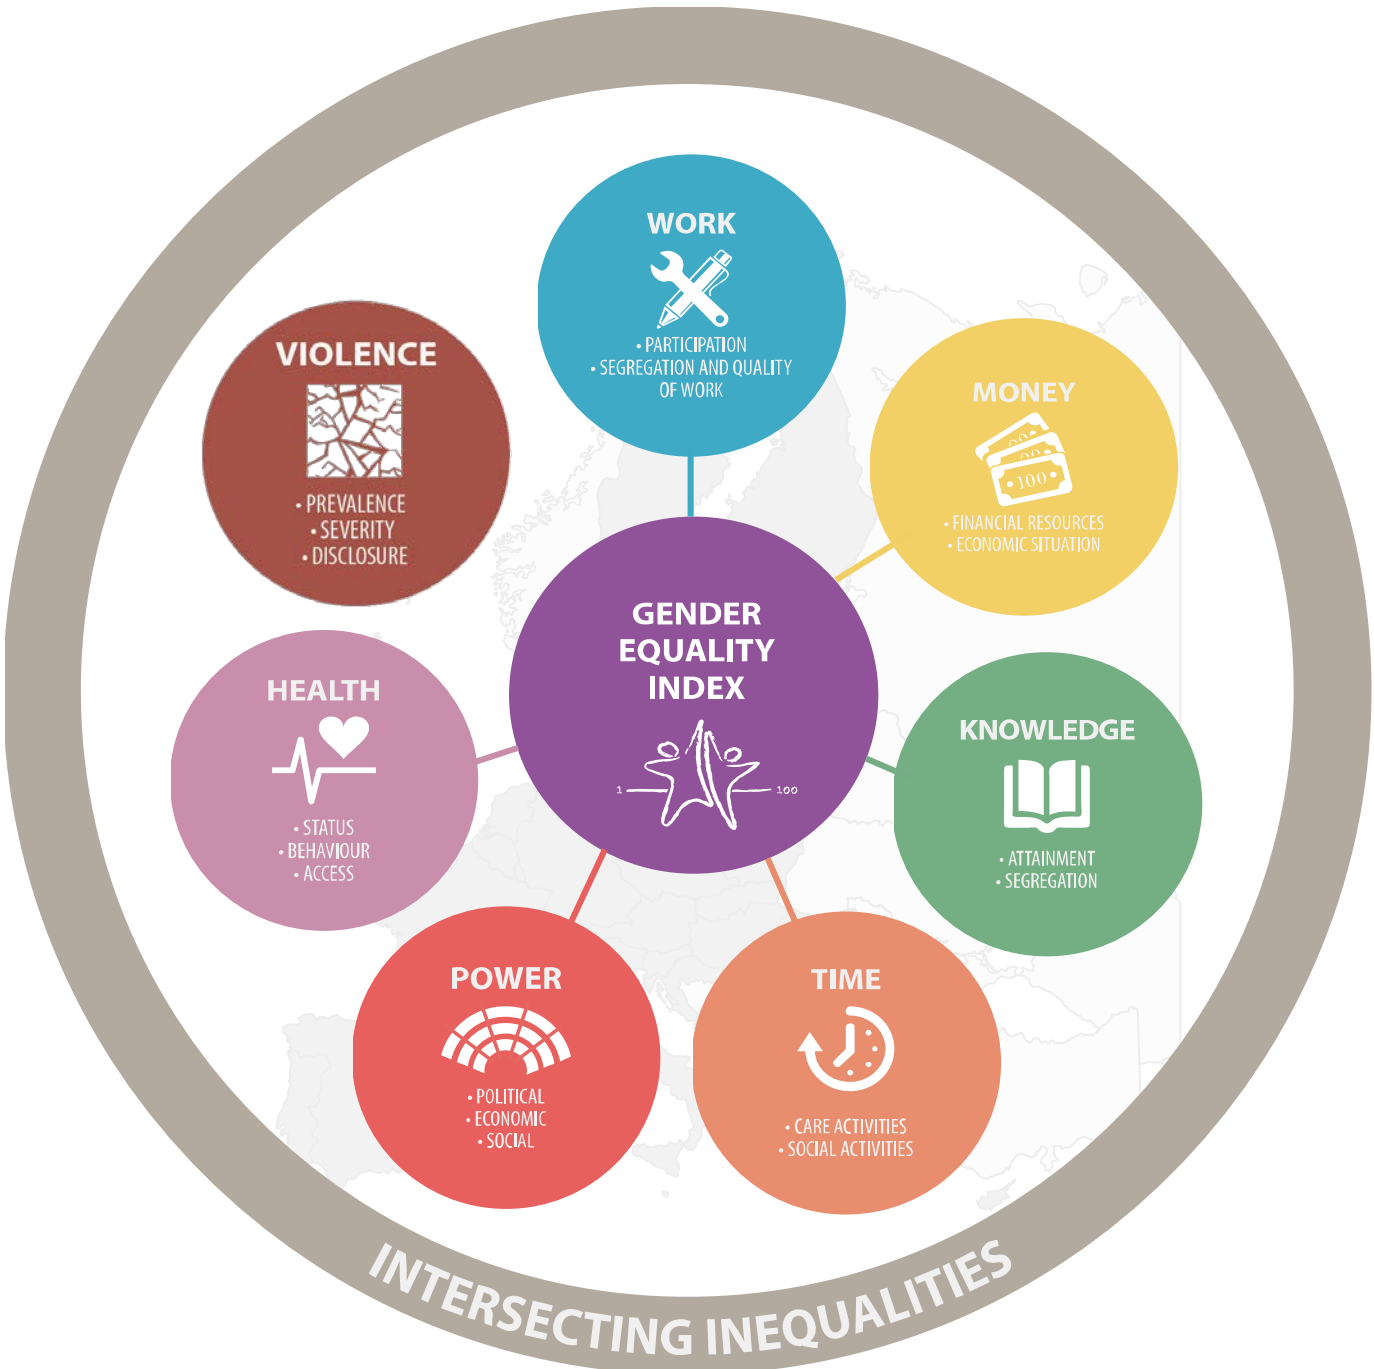 WORK
• PARTICIPATION
• SEGREGATION AND QUALITY
OF WORK
VIOLENCE
• PREVALENCE
• SEVERITY
• DISCLOSURE
MONEY
100
• FINANCIAL RESOURCES
• ECONOMIC SITUATION
GENDER
EQUALITY
INDEX
1
100
HEALTH
• STATUS
• BEHAVIOUR
• ACCESS
KNOWLEDGE
• ATTAINMENT
• SEGREGATION
POWER
• POLITICAL
• ECONOMIC
• SOCIAL
TIME
• CARE ACTIVITIES
• SOCIAL ACTIVITIES
INTERSECTING INEQUALITIES